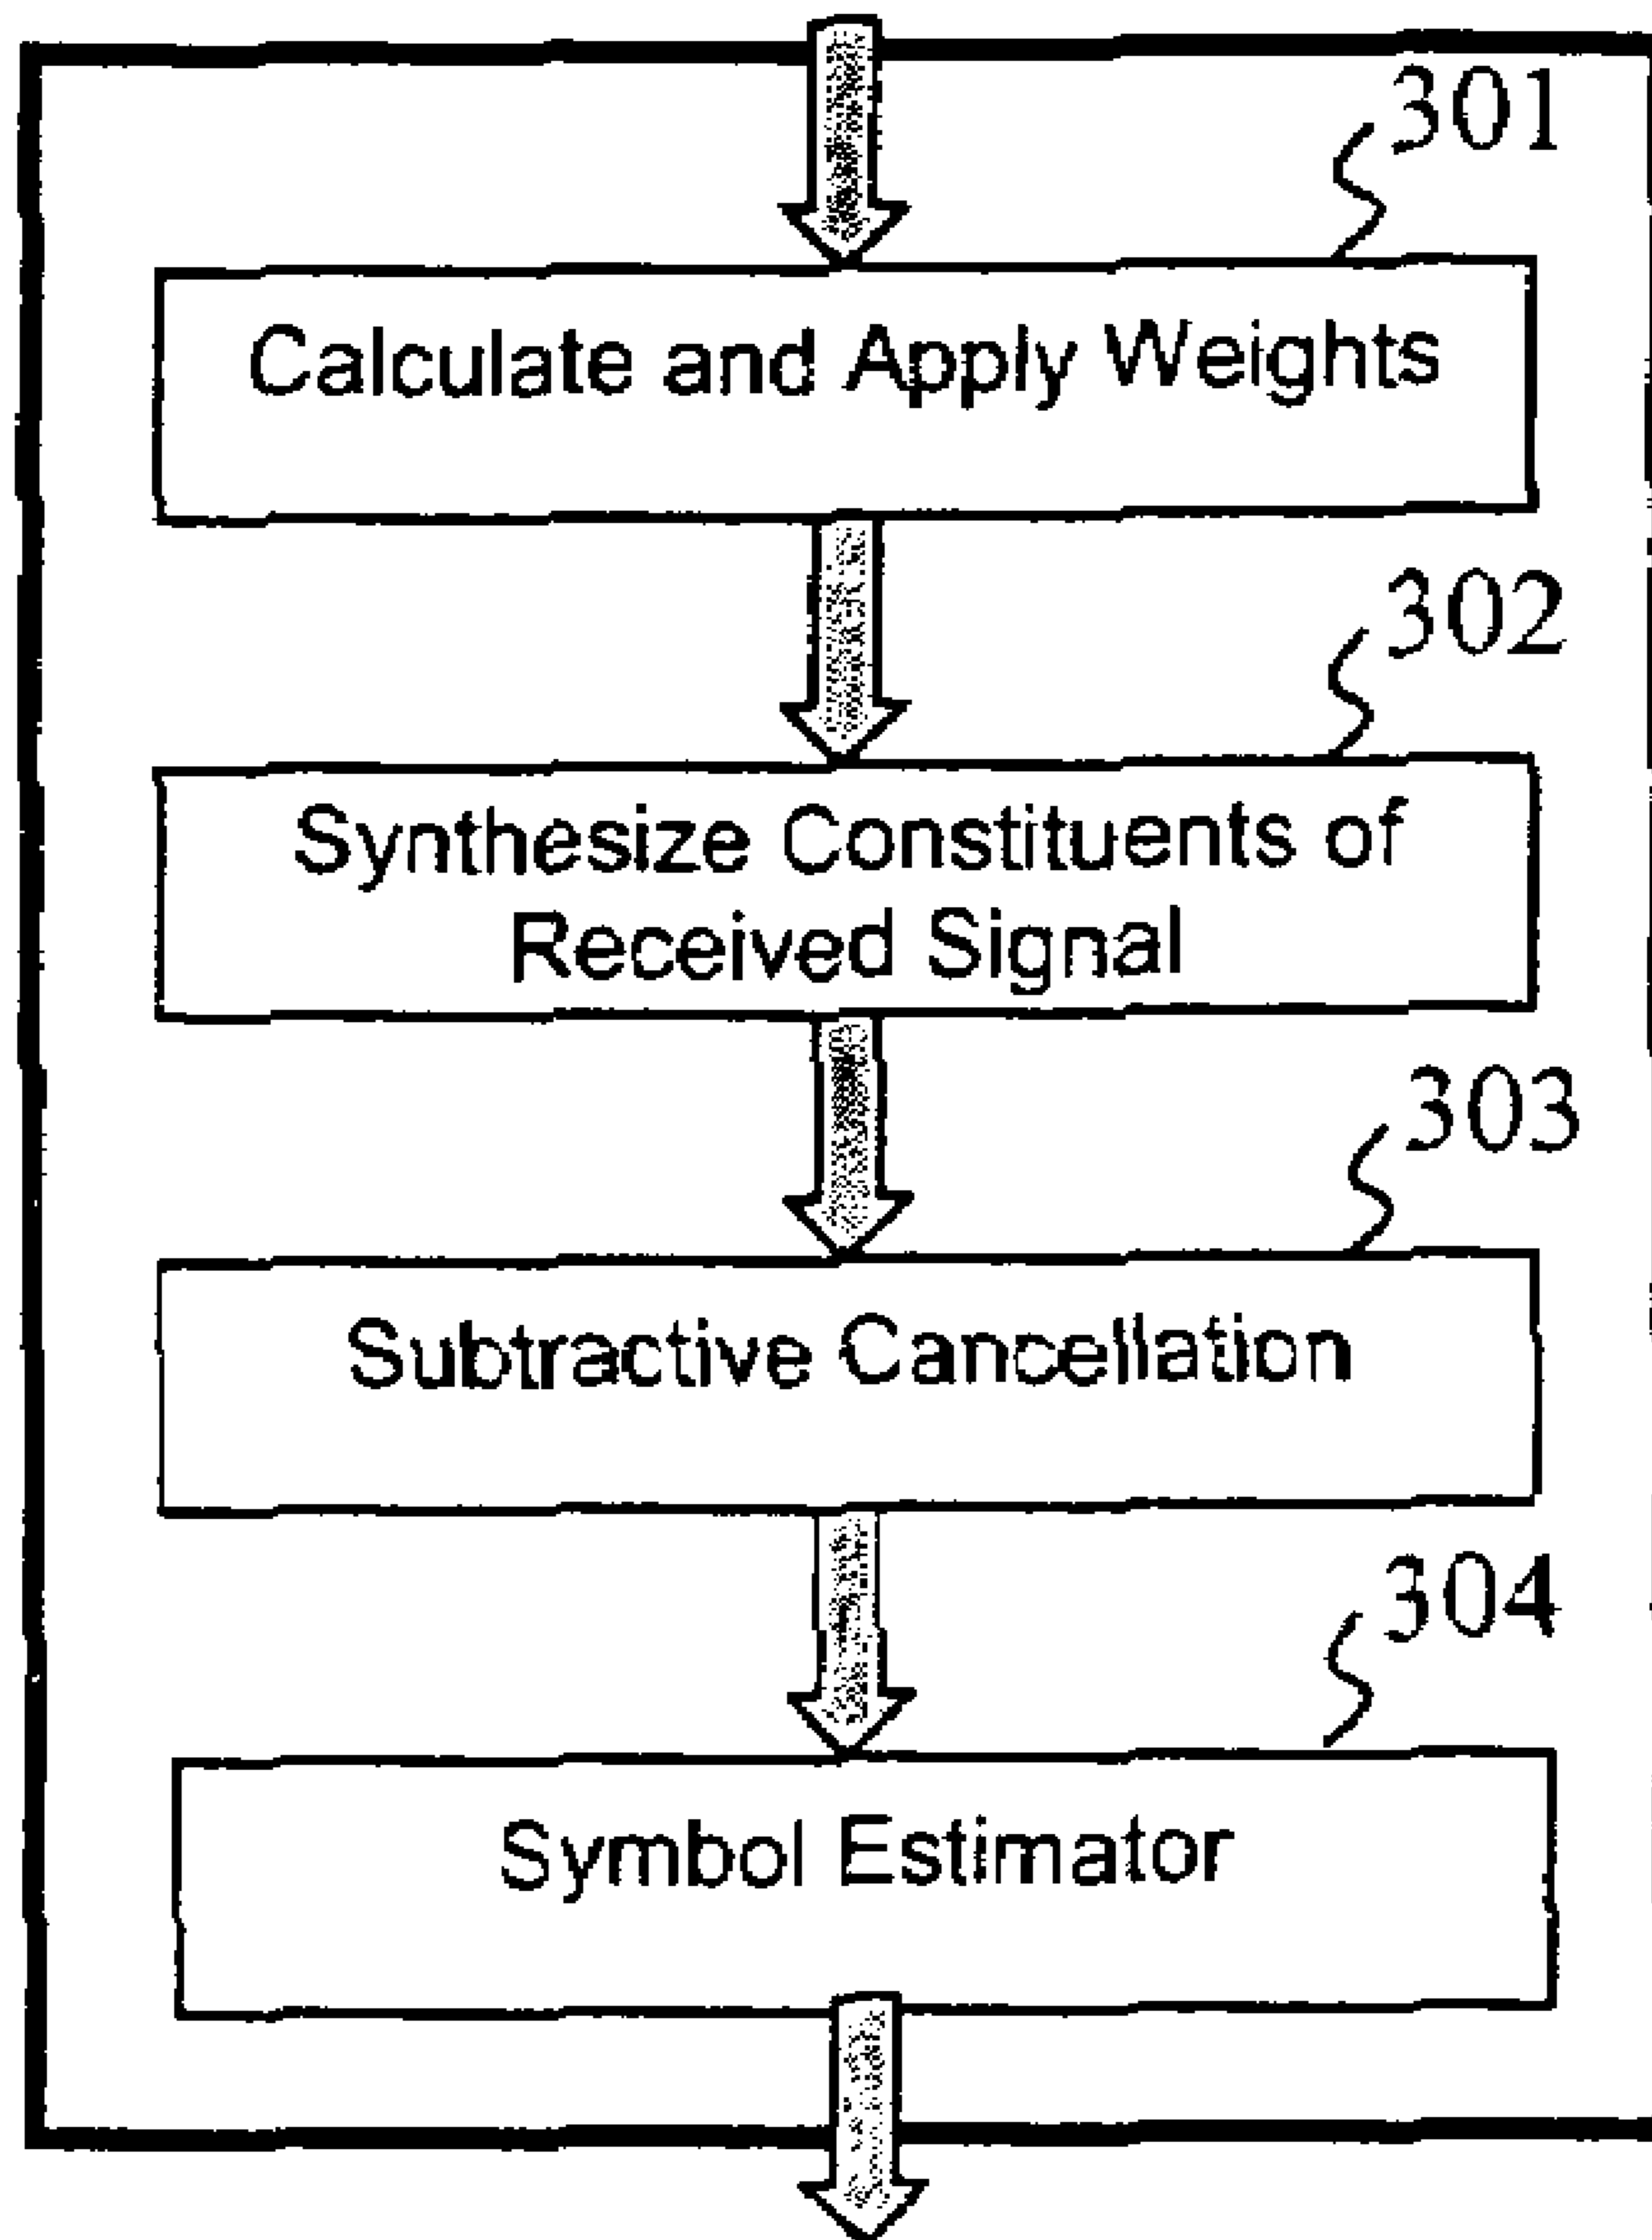 301
Calculate and Apply Weights
302
Synthesize Constituents of
Received Signal
303
Subtractive Cancellation
304
Symbol Estimator